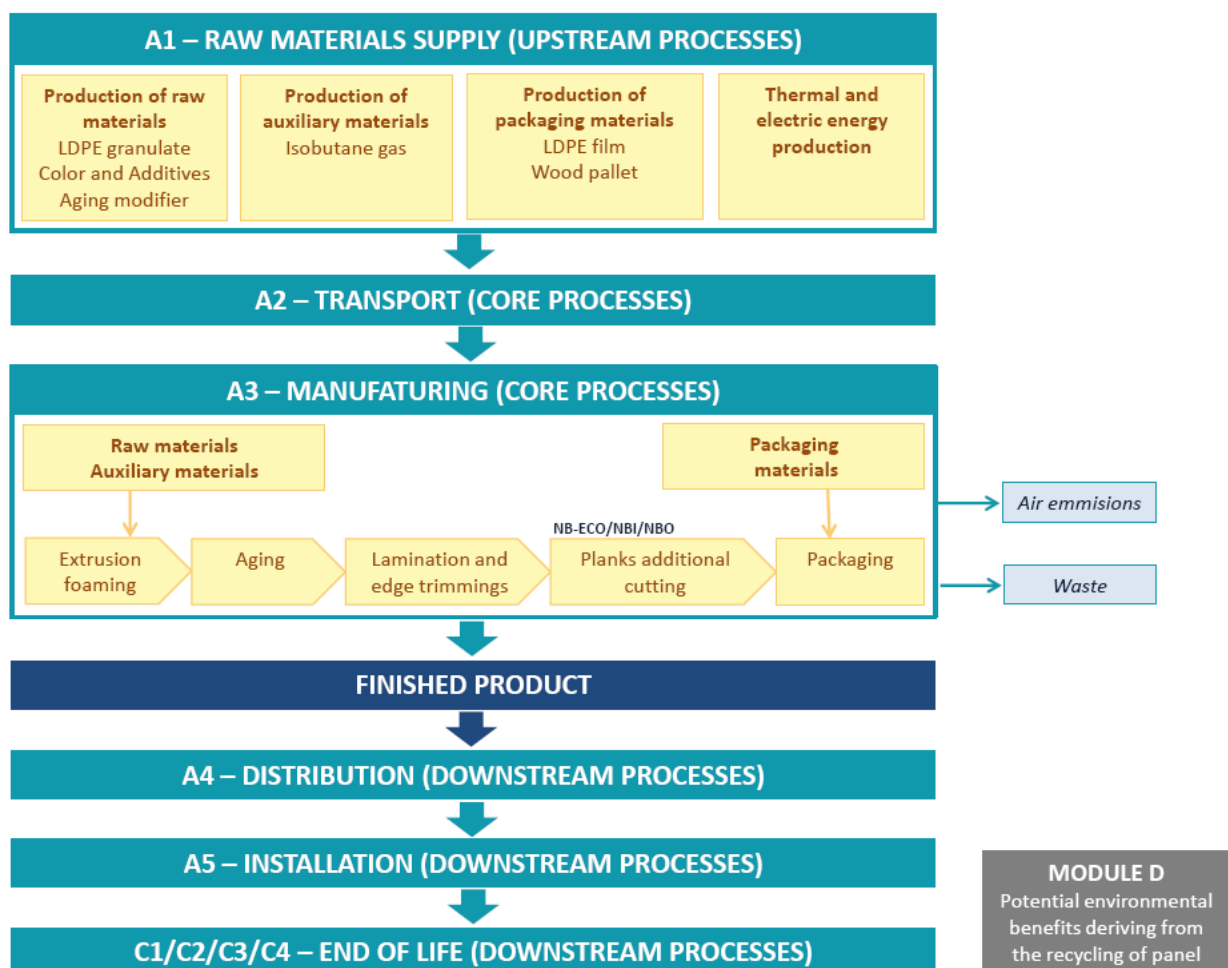 A1 – RAW MATERIALS SUPPLY (UPSTREAM PROCESSES)
Production of raw
materials
LDPE granulate
Color and Additives
Aging modifier
Production of
auxiliary materials
Isobutane gas
Production of
packaging materials
LDPE film
Wood pallet
Thermal and
electric energy
production
A2 – TRANSPORT (CORE PROCESSES)
A3 – MANUFATURING (CORE PROCESSES)
Raw materials
Auxiliary materials
Packaging
materials
Air emmisions
NB-ECO/NBI/NBO
Extrusion
foaming
Aging
Lamination and
edge trimmings
Planks additional
cutting
Packaging
Waste
FINISHED PRODUCT
A4 – DISTRIBUTION (DOWNSTREAM PROCESSES)
A5 – INSTALLATION (DOWNSTREAM PROCESSES)
C1/C2/C3/C4 – END OF LIFE (DOWNSTREAM PROCESSES)
MODULE D
Potential environmental
benefits deriving from
the recycling of panel